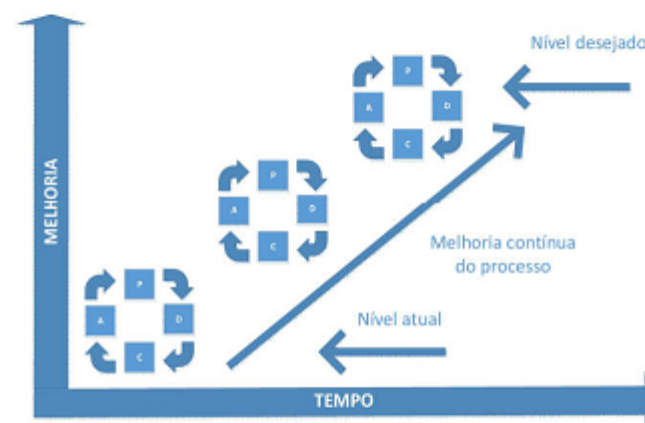 Nível desejado
P
A
D
C
P
A
D
C
Melhoria contínua
do processo
P
A
D
C
Nível atual
MELHORIA
TEMPO